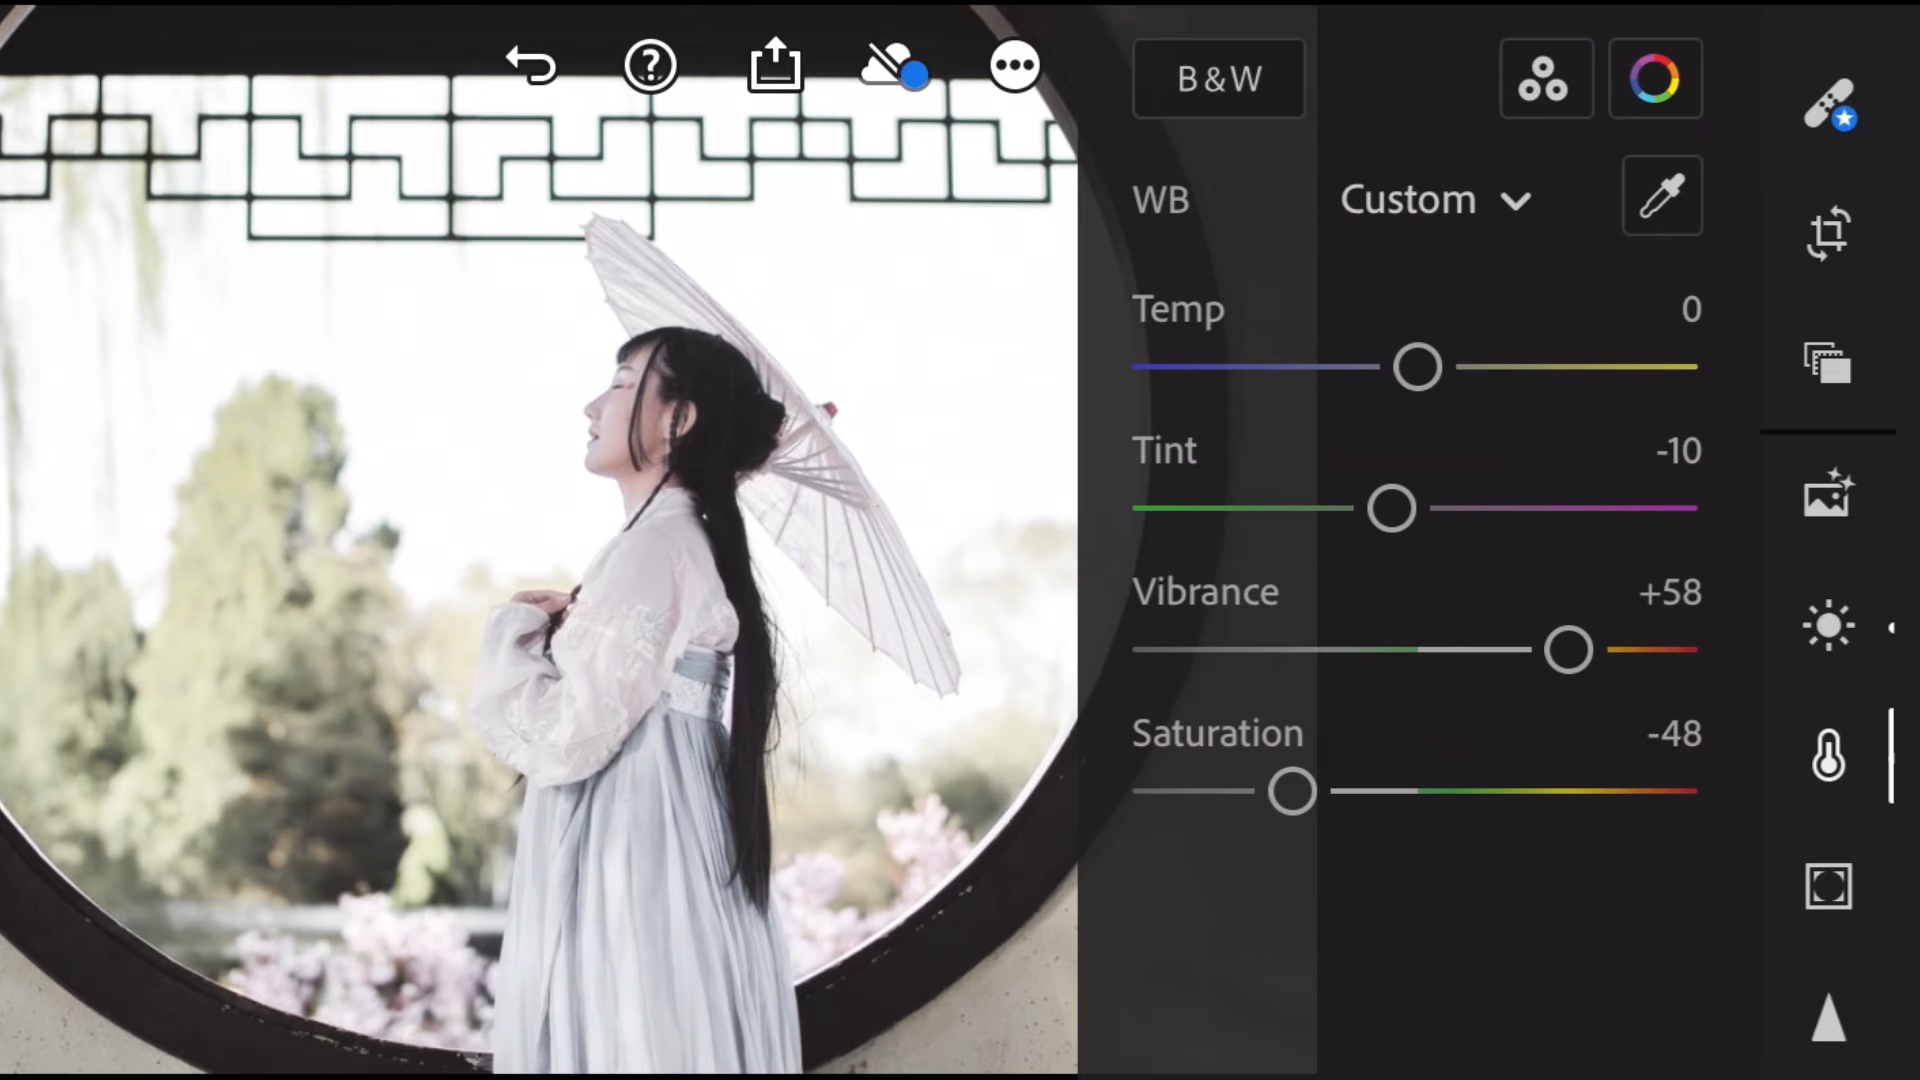 B&W
WB Custom
Temp 0
Tint -10
Vibrance +58
Saturation -48